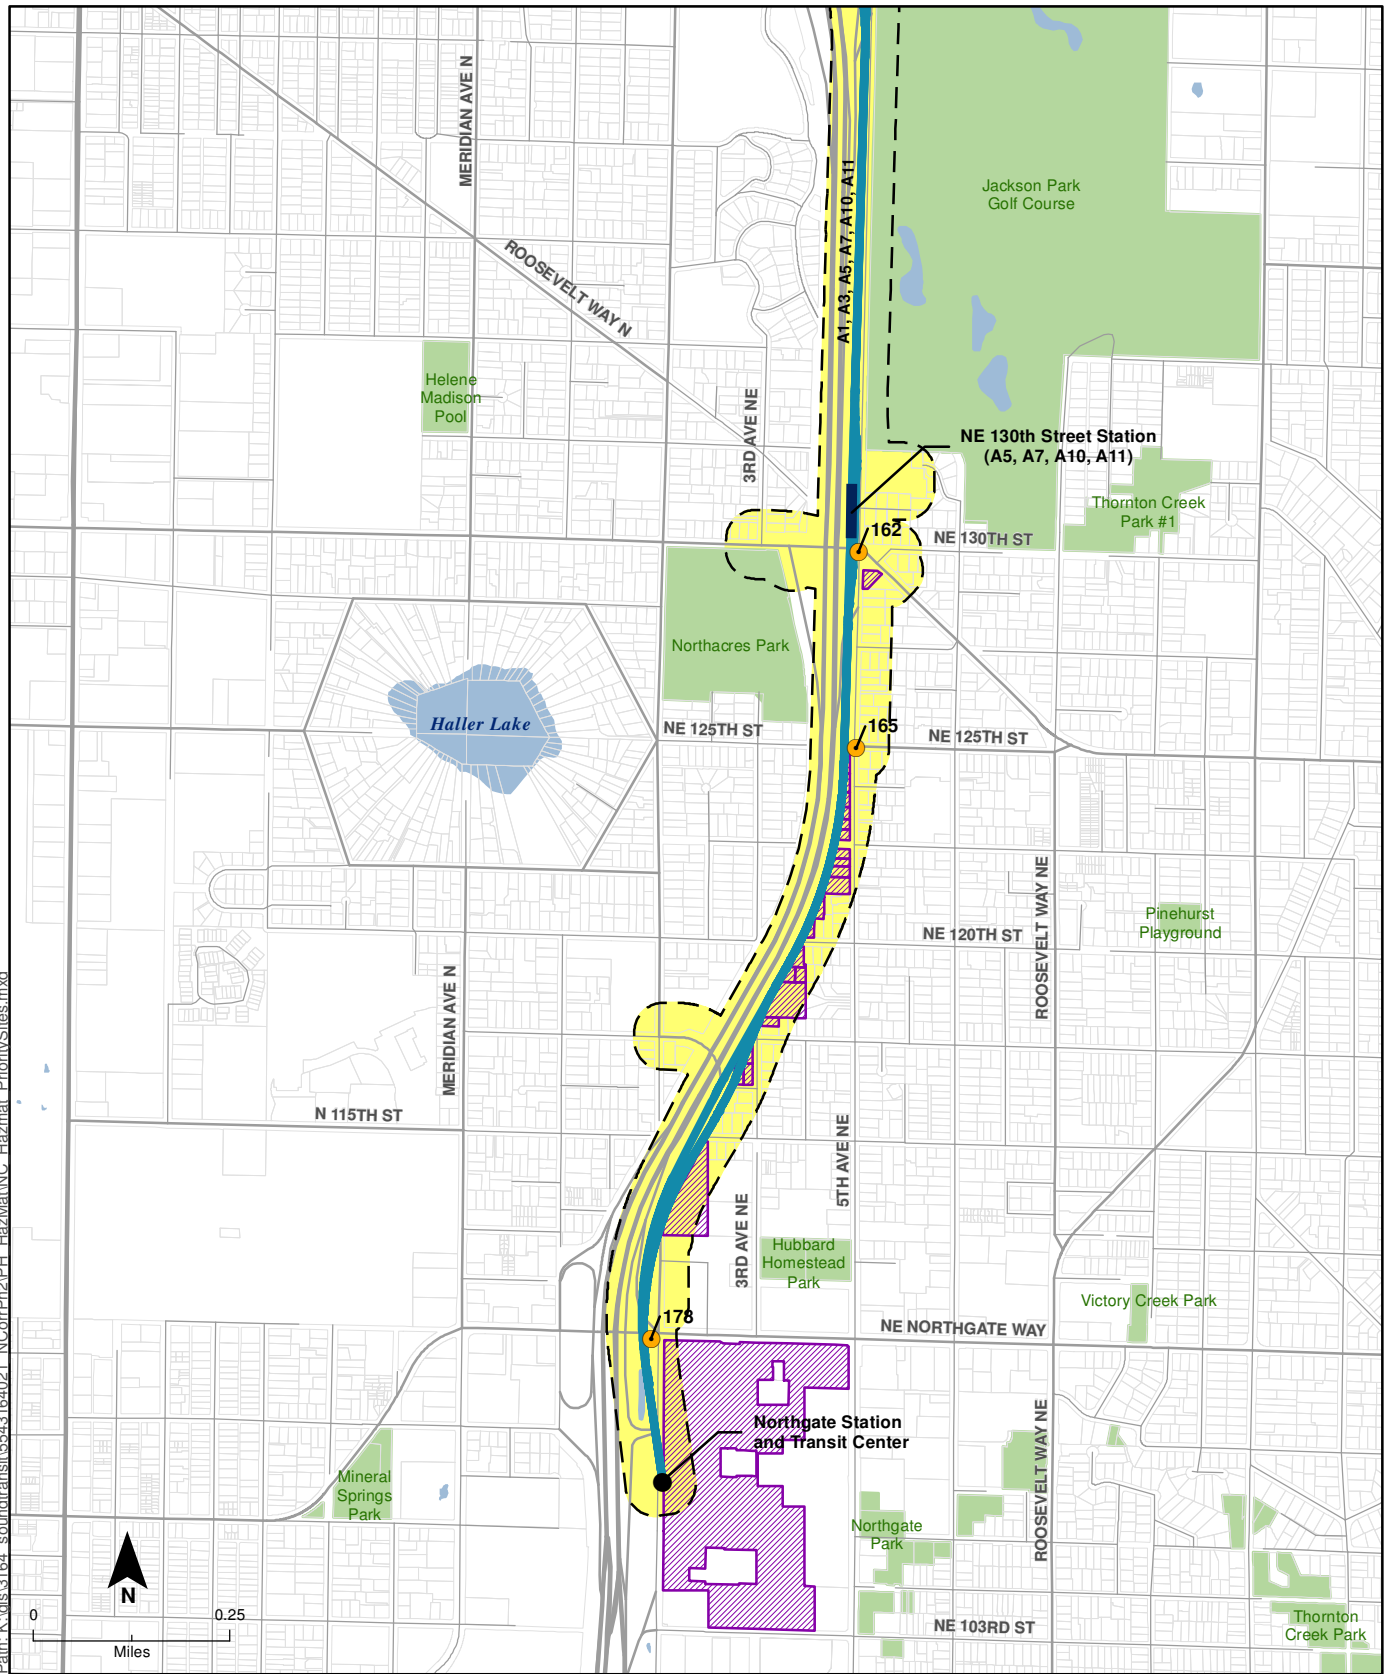 MERIDIAN AVE N
A1, A3, A5, A7, A10, A11
Jackson Park
Golf Course
ROOSEVELT WAY N
Helene
Madison
Pool
3RD AVE NE
NE 130th Street Station
(A5, A7, A10, A11)
Thornton Creek
Park #1
162
NE 130TH ST
Northacres Park
Haller Lake
NE 125TH ST
165
NE 125TH ST
ROOSEVELT WAY NE
Pinehurst
Playground
NE 120TH ST
MERIDIAN AVE N
N 115TH ST
5TH AVE NE
3RD AVE NE
Hubbard
Homestead
Park
Victory Creek Park
178
NE NORTHGATE WAY
Northgate Station
and Transit Center
ROOSEVELT WAY NE
Mineral
Springs
Park
Northgate
Park
N
0
0.25
Miles
NE 103RD ST
Thornton
Creek Park